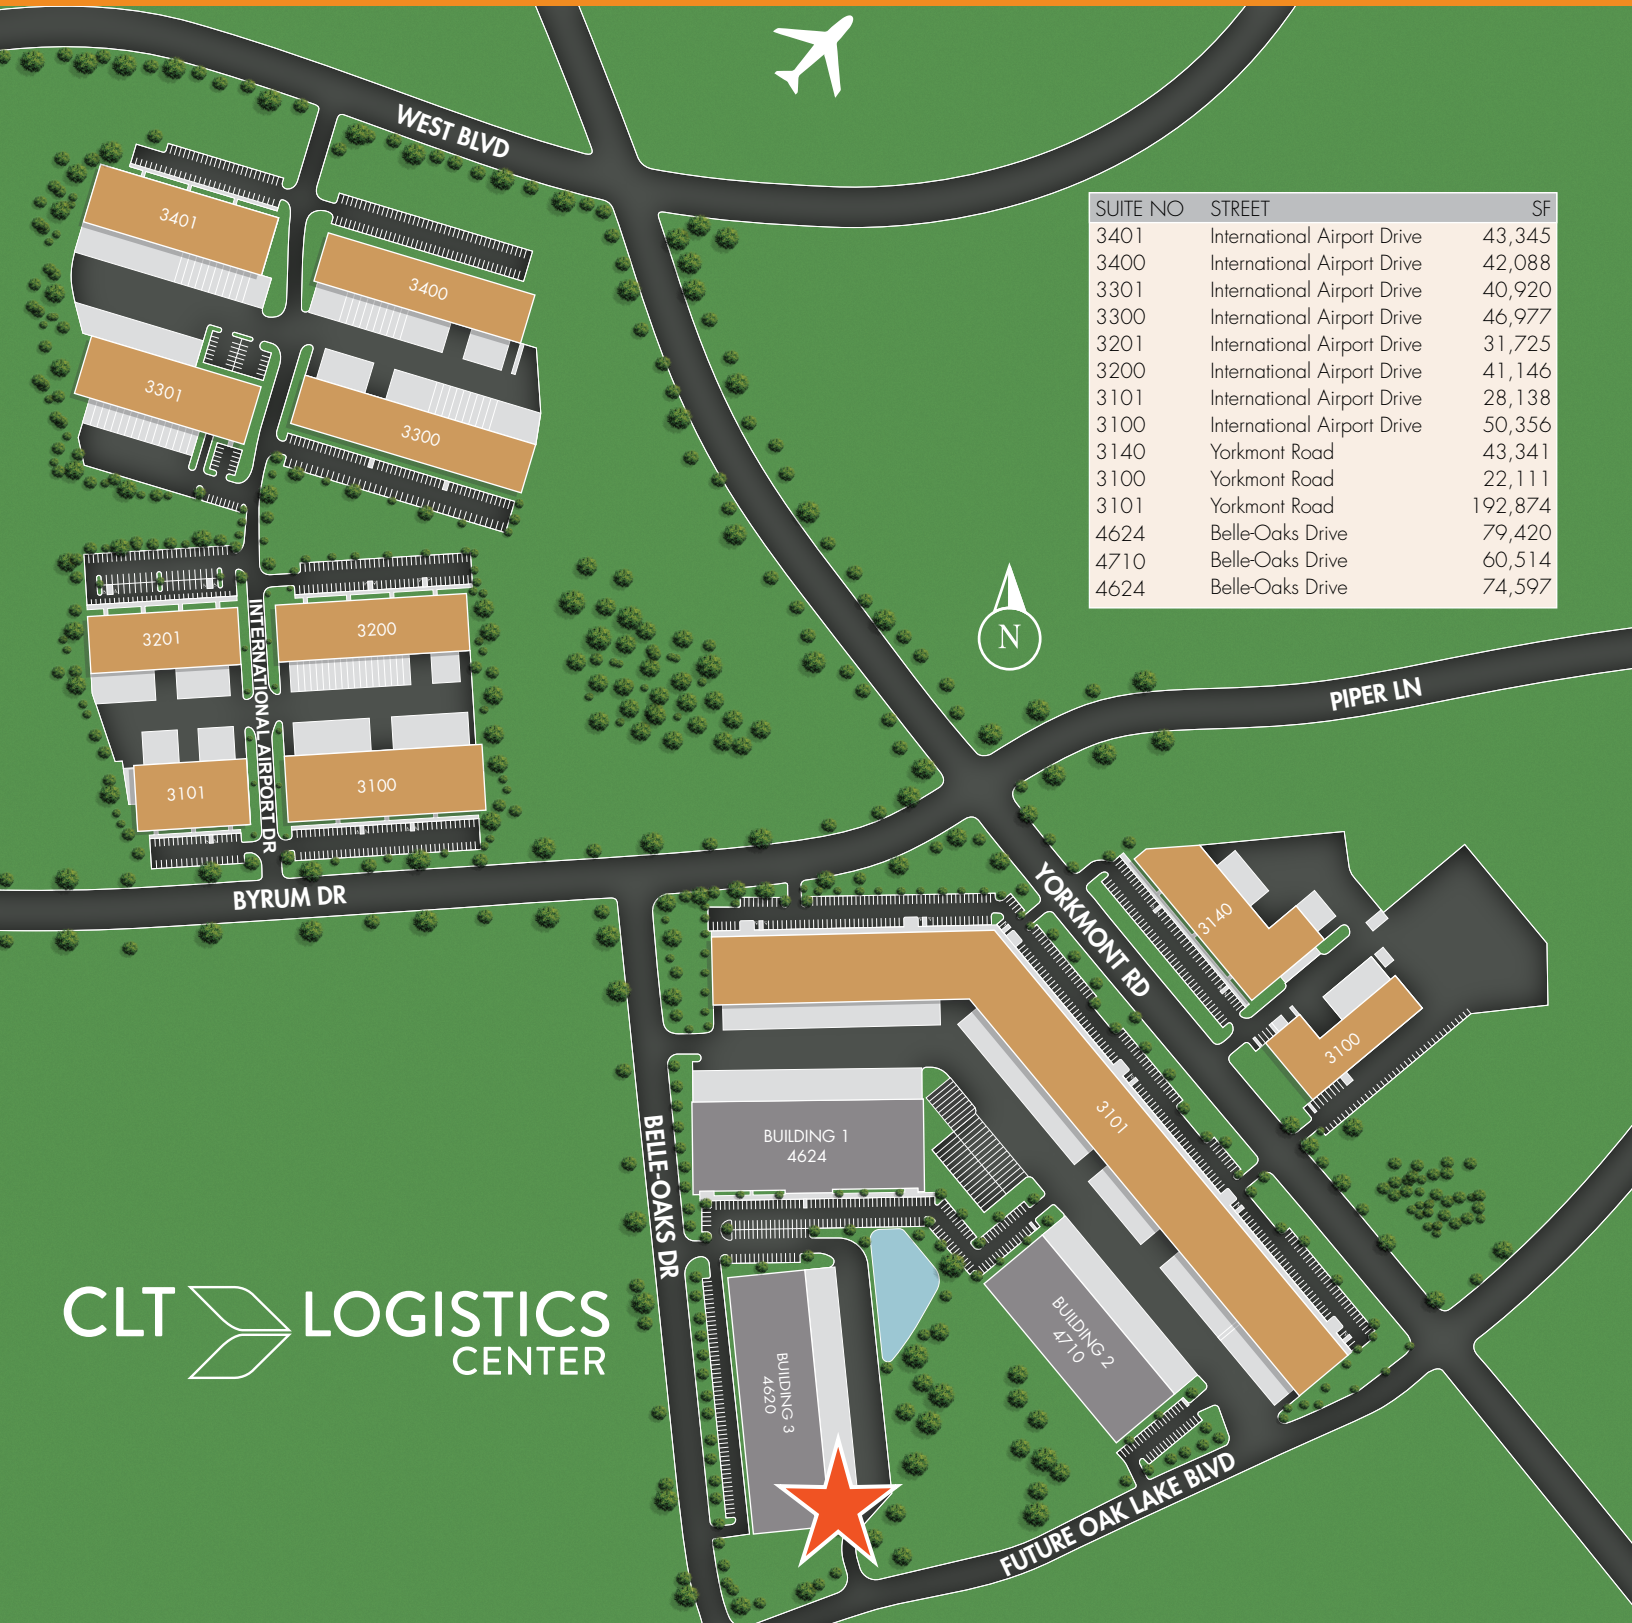 WEST BLVD
3401
3400
3301
3300
SUITE NO STREET SF
3401 International Airport Drive 43,345
3400 International Airport Drive 42,088
3301 International Airport Drive 40,920
3300 International Airport Drive 46,977
3201 International Airport Drive 31,725
3200 International Airport Drive 41,146
3101 International Airport Drive 28,138
3100 International Airport Drive 50,356
3140 Yorkmont Road 43,341
3100 Yorkmont Road 22,111
3101 Yorkmont Road 192,874
4624 Belle-Oaks Drive 79,420
4710 Belle-Oaks Drive 60,514
4624 Belle-Oaks Drive 74,597
N
3201
3200
INTERNATIONAL AIRPORT DR
3101
3100
PIPER LN
BYRUM DR
YORKMONT RD
3140
3100
3101
BELLE-OAKS DR
BUILDING 1
4624
BUILDING 2
4710
BUILDING 3
4620
CLT LOGISTICS
CENTER
FUTURE OAK LAKE BLVD